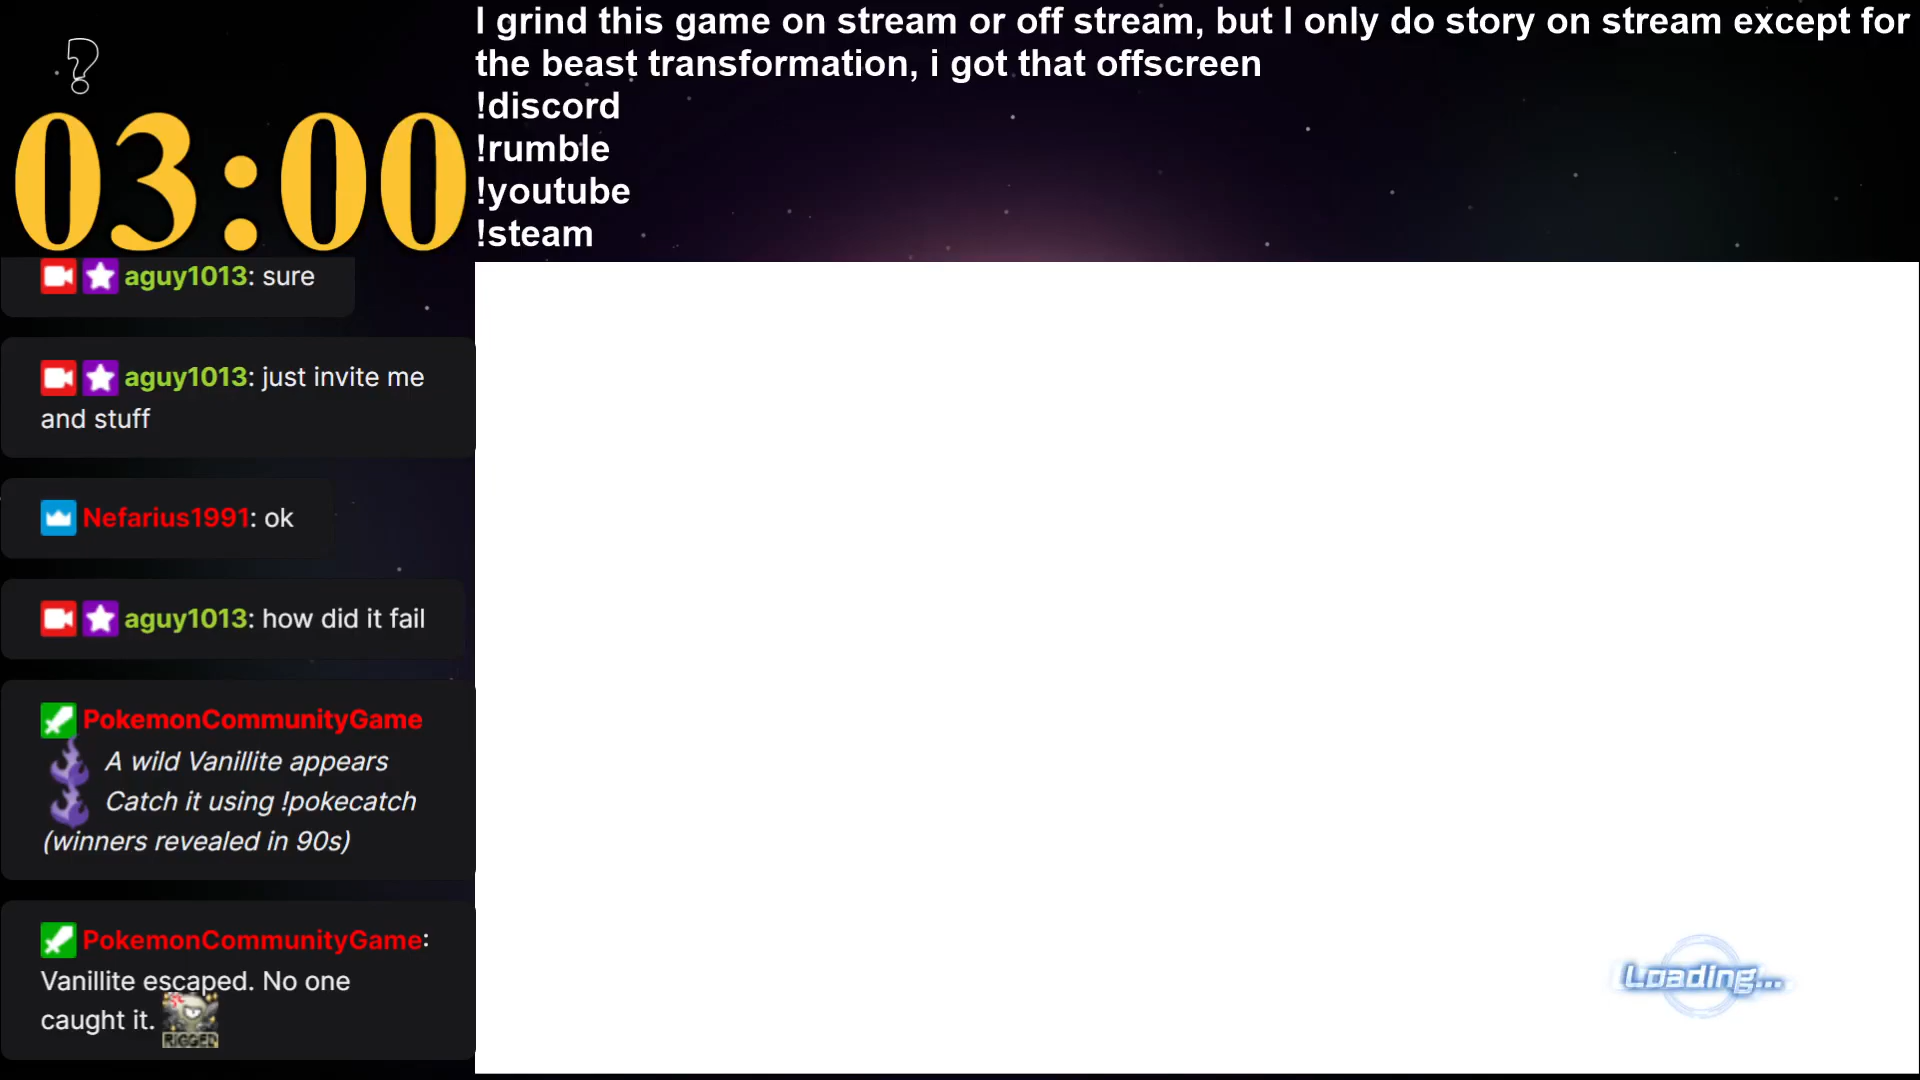 I grind this game on stream or off stream, but I only do story on stream except for
the beast transformation, i got that offscreen
!discord
!rumble
!youtube
!steam
?
03:00
aguy1013: sure
aguy1013: just invite me
and stuff
Nefarius1991: ok
aguy1013: how did it fail
PokemonCommunityGame
A wild Vanillite appears
Catch it using !pokecatch
(winners revealed in 90s)
PokemonCommunityGame:
Vanillite escaped. No one
caught it.
RIGGED
Loading...